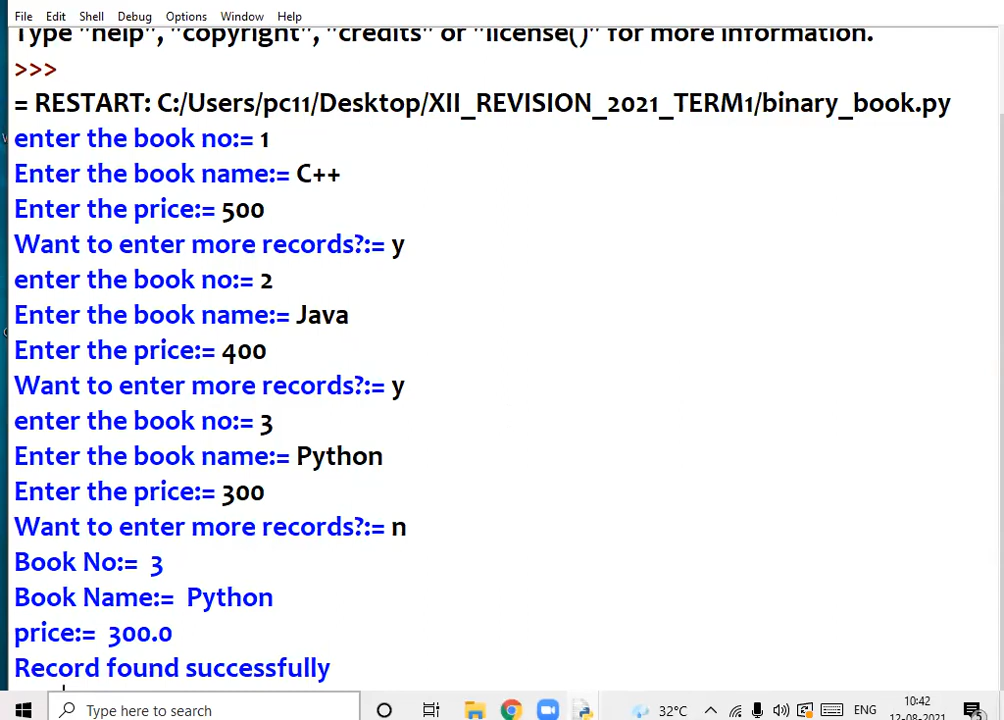 File Edit Shell Debug Options Window Help
Type "help", "copyright", "credits" or "license()" for more information.
>>>
= RESTART: C:/Users/pc11/Desktop/XII_REVISION_2021_TERM1/binary_book.py
enter the book no:= 1
Enter the book name:= C++
Enter the price:= 500
Want to enter more records?:= y
enter the book no:= 2
Enter the book name:= Java
Enter the price:= 400
Want to enter more records?:= y
enter the book no:= 3
Enter the book name:= Python
Enter the price:= 300
Want to enter more records?:= n
Book No:= 3
Book Name:= Python
price:= 300.0
Record found successfully
Type here to search
32°C
ENG
10:42
12-08-2021